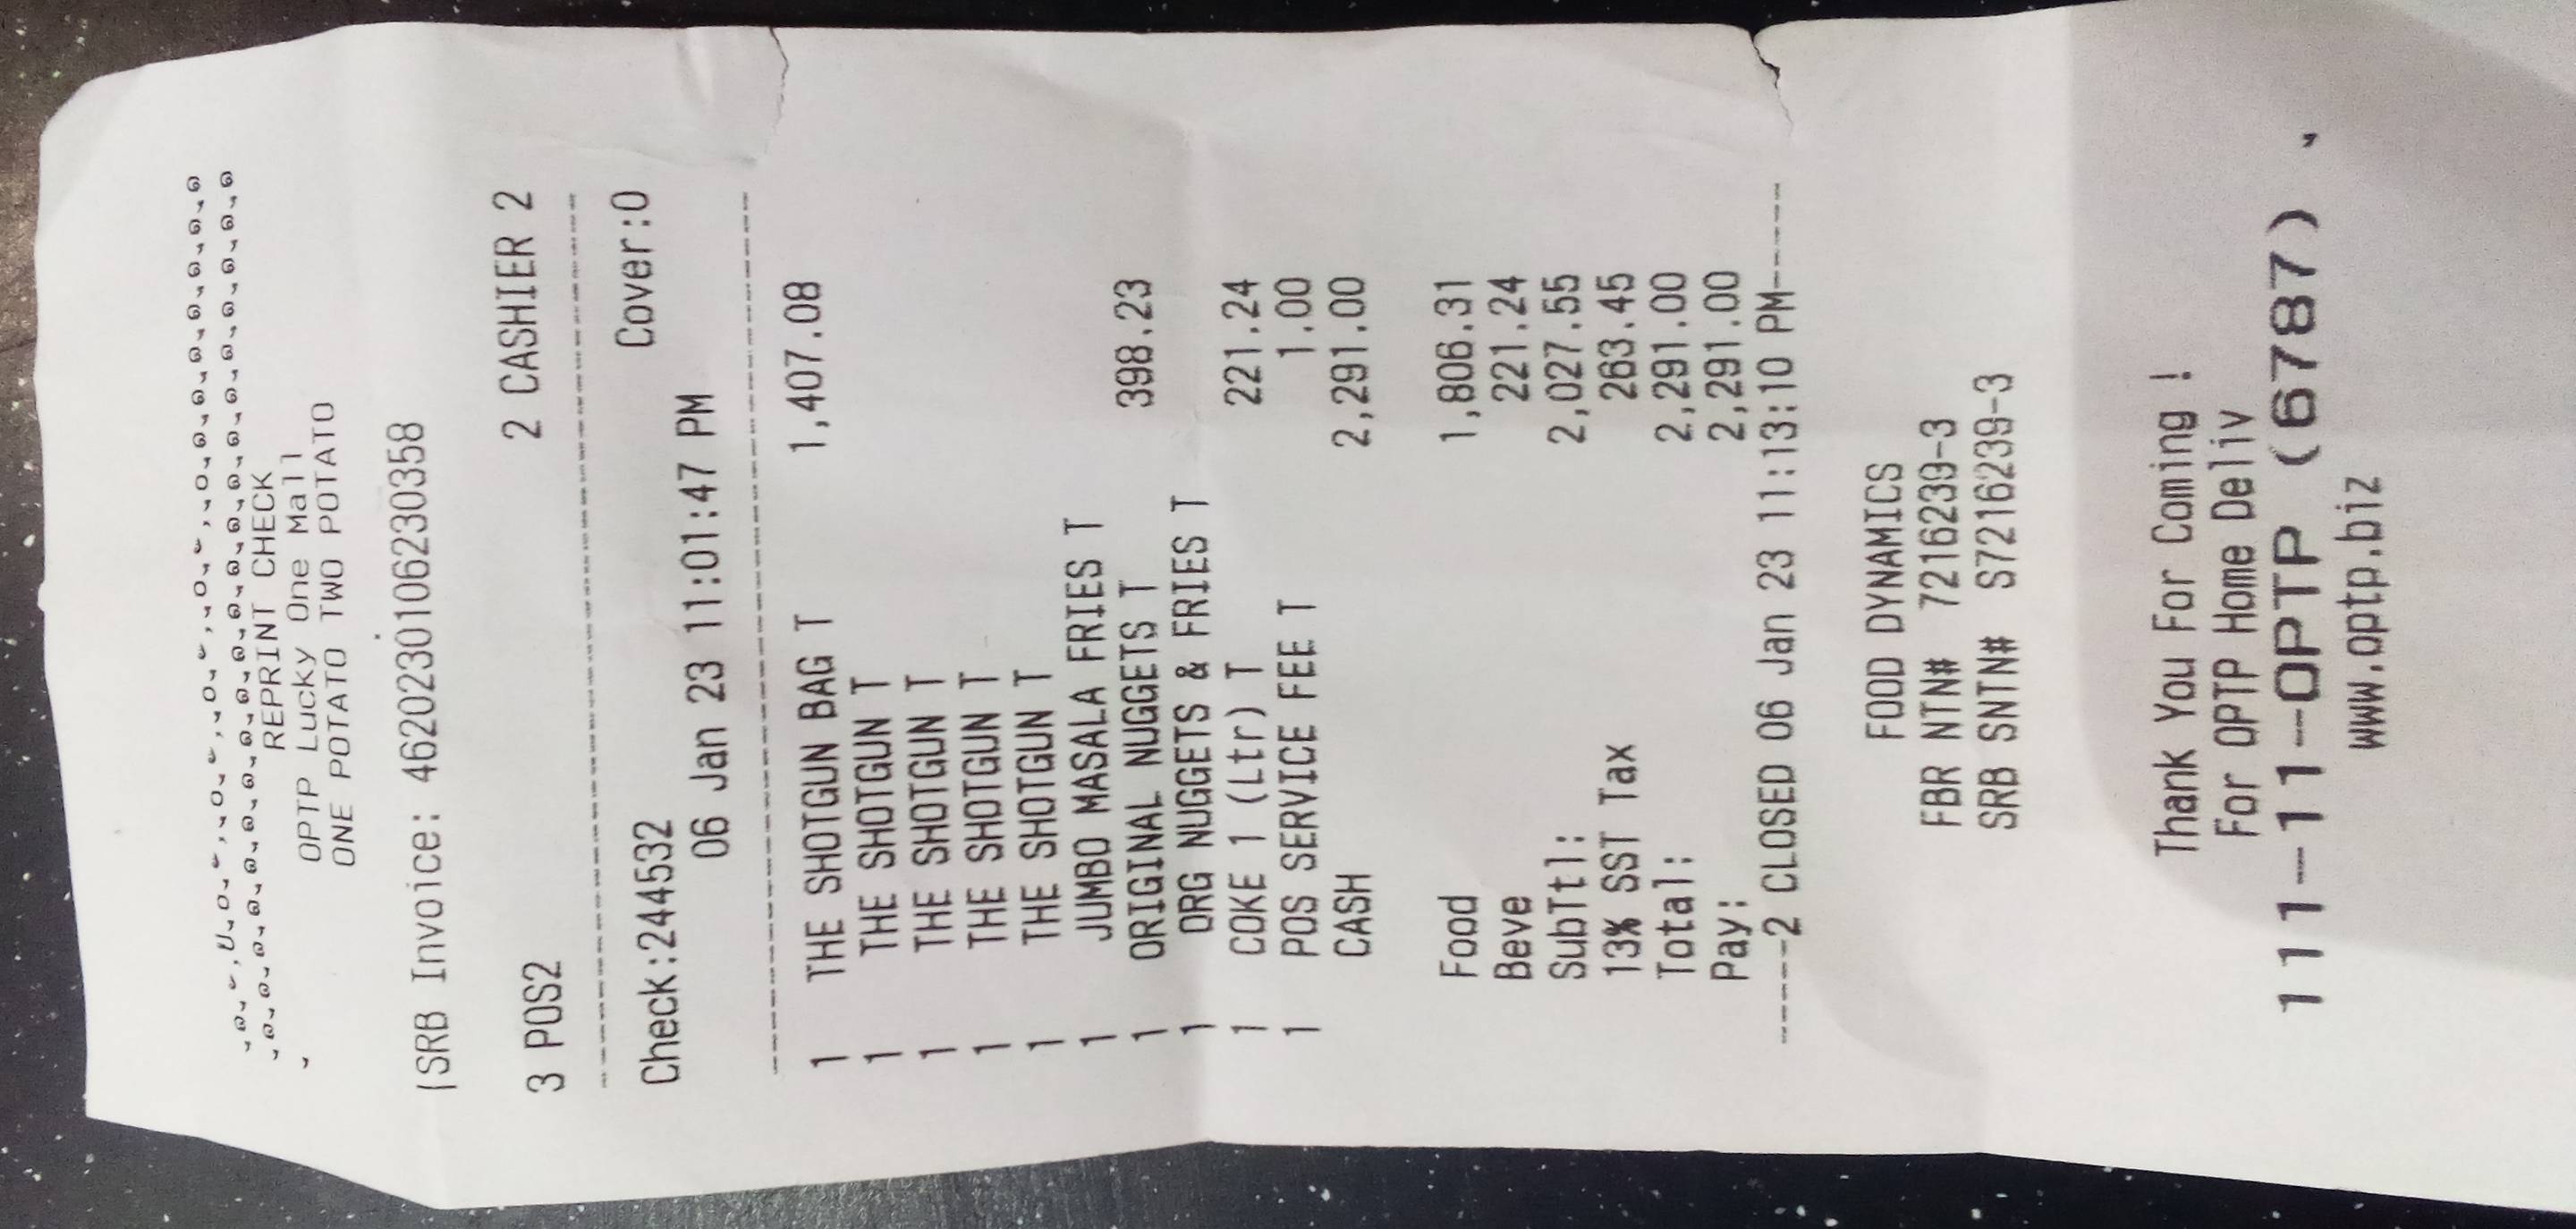 REPRINT CHECK
OPTP Lucky One Mall
ONE POTATO TWO POTATO
(SRB Invoice: 4620230106230358
3 POS2 2 CASHIER 2
Check:244532 Cover:0
06 Jan 23 11:01:47 PM
1 THE SHOTGUN BAG T 1,407.08
1 THE SHOTGUN T
1 THE SHOTGUN T
1 THE SHOTGUN T
1 THE SHOTGUN T
1 JUMBO MASALA FRIES T
1 ORIGINAL NUGGETS T 398.23
1 ORG NUGGETS & FRIES T
1 COKE 1 (Ltr) T 221.24
1 POS SERVICE FEE T 1.00
CASH 2,291.00
Food 1,806.31
Beve 221.24
SubTtl: 2,027.55
13% SST Tax 263.45
Total: 2,291.00
Pay: 2,291.00
-----2 CLOSED 06 Jan 23 11:13:10 PM-----
FOOD DYNAMICS
FBR NTN# 7216239-3
SRB SNTN# S7216239-3
Thank You For Coming !
For OPTP Home Deliv
111-11-OPTP (6787) .
www.optp.biz